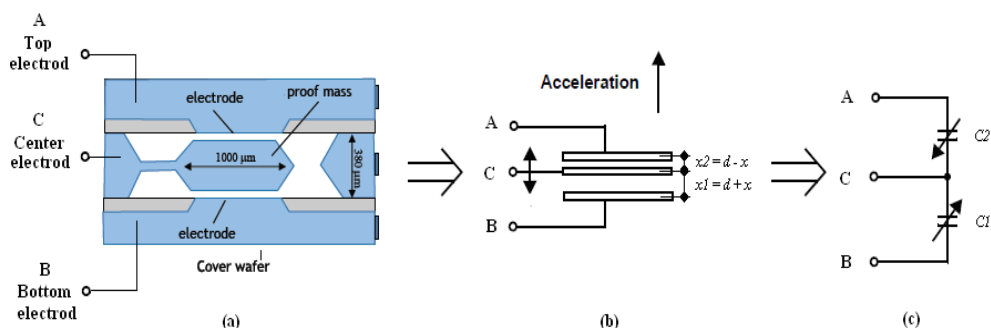 A
Top
electrod
C
Center
electrod
B
Bottom
electrod
electrode
proof mass
1000 μm
380 μm
electrode
Cover wafer
(a)
Acceleration
A
C
B
x2 = d - x
x1 = d + x
(b)
A
C2
C
C1
B
(c)